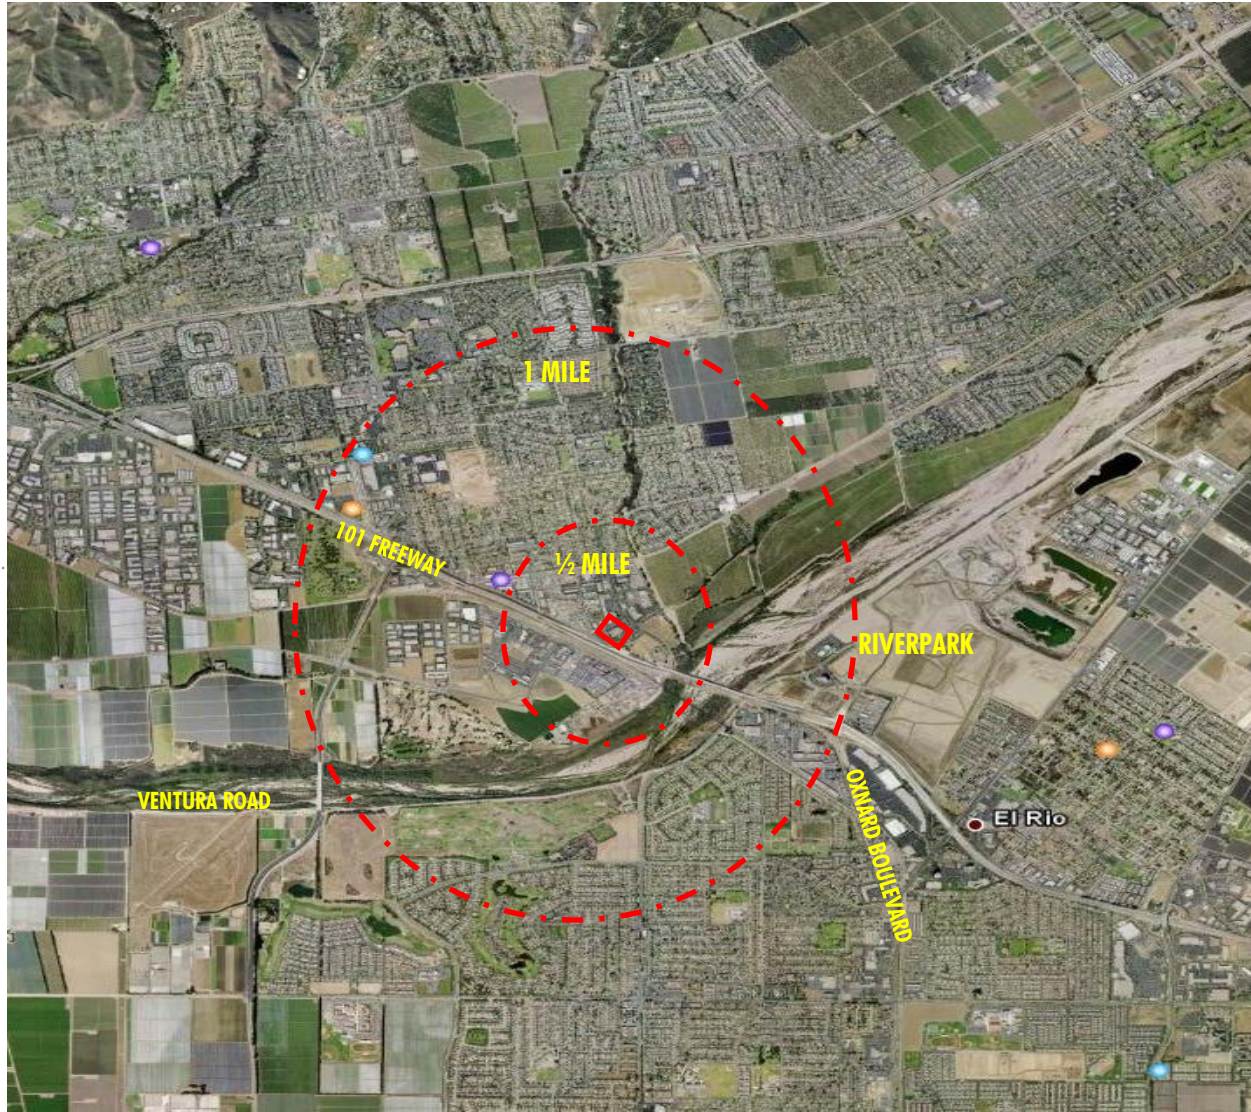 1 MILE
101 FREEWAY
½ MILE
RIVERPARK
VENTURA ROAD
OXNARD BOULEVARD
El Rio